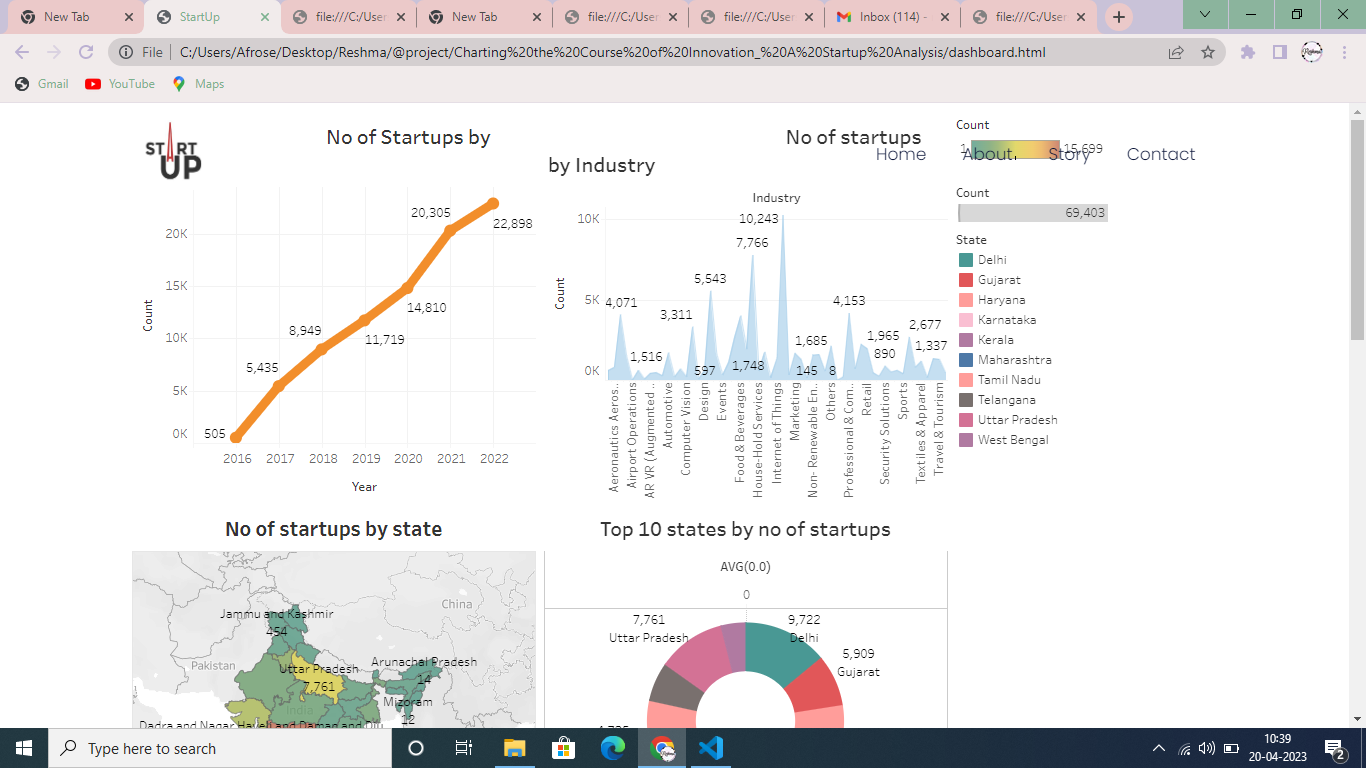 New Tab
StartUp
file:///C:/User
New Tab
file:///C:/User
file:///C:/User
Inbox (114) -
file:///C:/User
File
C:/Users/Afrose/Desktop/Reshma/@project/Charting%20the%20Course%20of%20Innovation_%20A%20Startup%20Analysis/dashboard.html
Gmail
YouTube
Maps
START UP
Home
About
Story
Contact
No of Startups by
20K
15K
10K
5K
0K
Count
505
5,435
8,949
11,719
14,810
20,305
22,898
2016
2017
2018
2019
2020
2021
2022
Year
No of startups
by Industry
Industry
10K
5K
0K
Count
4,071
1,516
3,311
597
5,543
7,766
1,748
10,243
1,685
145
8
4,153
1,965
890
2,677
1,337
Aeronautics Aeros..
Airport Operations
AR VR (Augmented ..
Automotive
Computer Vision
Design
Events
Food & Beverages
House-Hold Services
Internet of Things
Marketing
Non- Renewable En..
Others
Professional & Com..
Retail
Security Solutions
Sports
Textiles & Apparel
Travel & Tourism
Count
1
15,699
Count
69,403
State
Delhi
Gujarat
Haryana
Karnataka
Kerala
Maharashtra
Tamil Nadu
Telangana
Uttar Pradesh
West Bengal
No of startups by state
China
Jammu and Kashmir
454
Pakistan
Uttar Pradesh
7,761
Arunachal Pradesh
14
Mizoram
12
India
Dadra and Nagar Haveli and Daman and Diu
Top 10 states by no of startups
AVG(0.0)
0
7,761
Uttar Pradesh
9,722
Delhi
5,909
Gujarat
Type here to search
10:39
20-04-2023
2